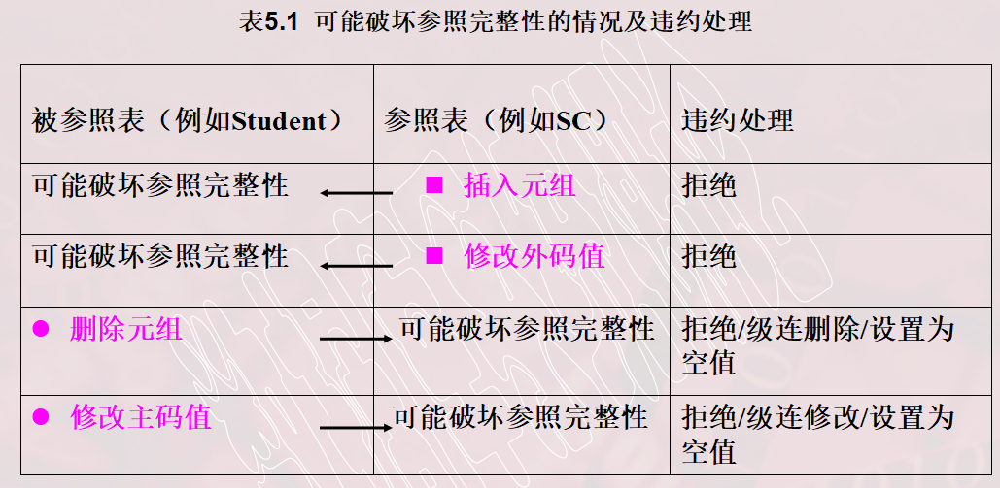 表5.1 可能破坏参照完整性的情况及违约处理
被参照表（例如Student） 参照表（例如SC） 违约处理
可能破坏参照完整性 插入元组 拒绝
可能破坏参照完整性 修改外码值 拒绝
删除元组 可能破坏参照完整性 拒绝/级连删除/设置为
空值
修改主码值 可能破坏参照完整性 拒绝/级连修改/设置为
空值